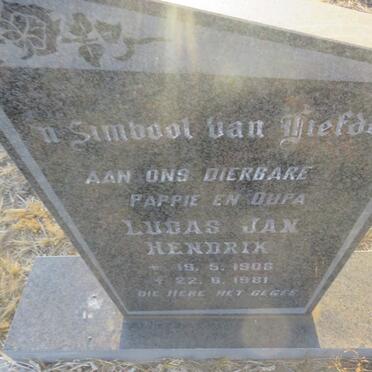 'n Simbool van Liefde
AAN ONS DIERBARE
PAPPIE EN OUPA
LUCAS JAN
HENDRIK
* 19. 5. 1908
† 22. 6. 1981
DIE HERE HET GEGEE